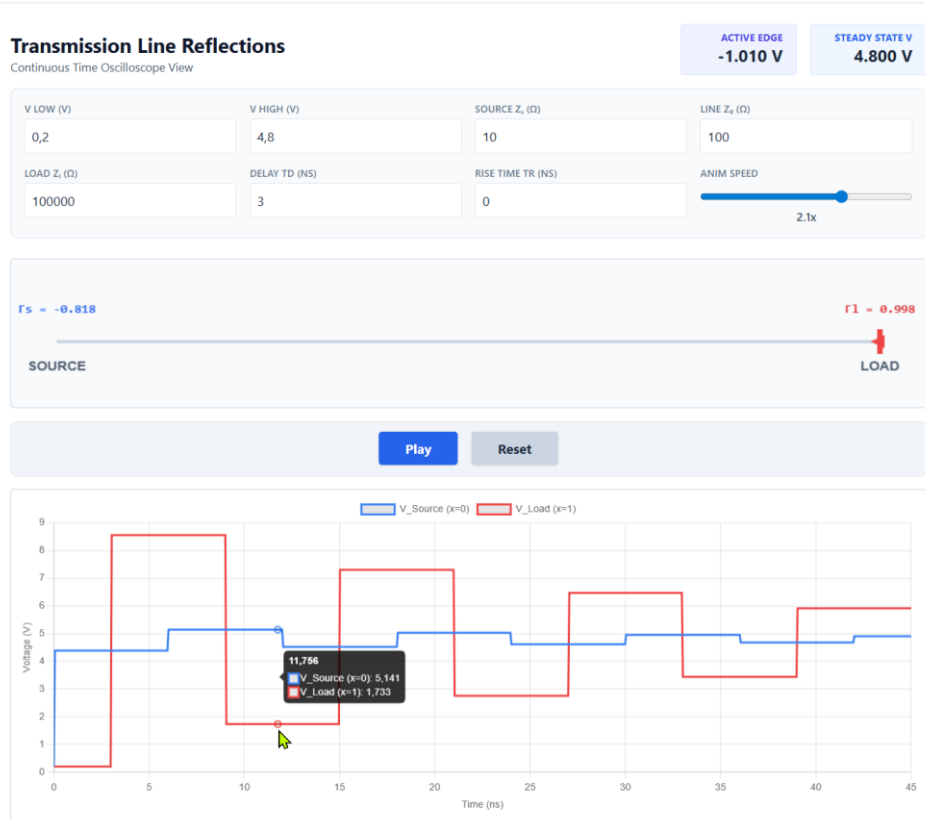 Transmission Line Reflections
Continuous Time Oscilloscope View
ACTIVE EDGE
-1.010 V
STEADY STATE V
4.800 V
V LOW (V)
0,2
V HIGH (V)
4,8
SOURCE Zₛ (Ω)
10
LINE Z₀ (Ω)
100
LOAD Zₗ (Ω)
100000
DELAY TD (NS)
3
RISE TIME TR (NS)
0
ANIM SPEED
2.1x
Γs = -0.818
Γl = 0.998
SOURCE
LOAD
Play
Reset
V_Source (x=0)
V_Load (x=1)
Voltage (V)
9
8
7
6
5
4
3
2
1
0
11,756
V_Source (x=0): 5,141
V_Load (x=1): 1,733
0 5 10 15 20 25 30 35 40 45
Time (ns)